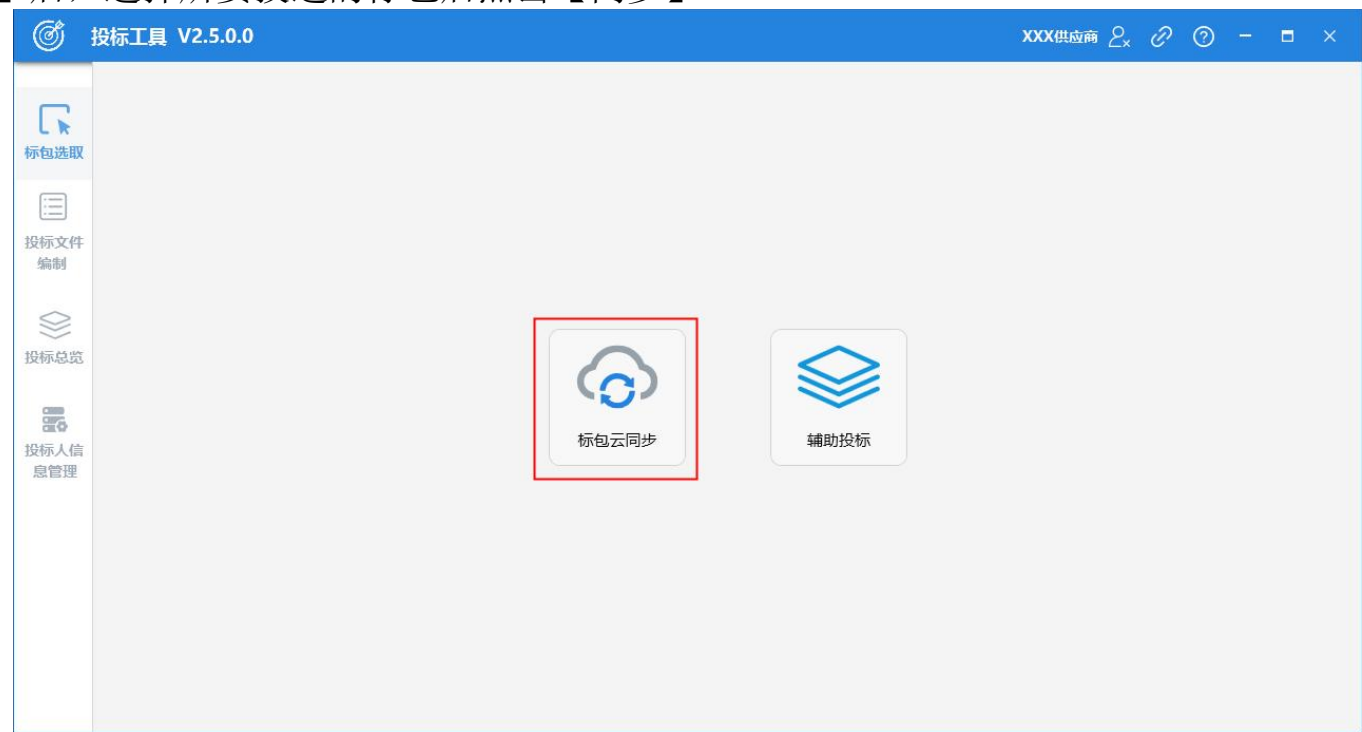 投标工具 V2.5.0.0
XXX供应商
标包选取
投标文件
编制
投标总览
投标人信
息管理
标包云同步
辅助投标